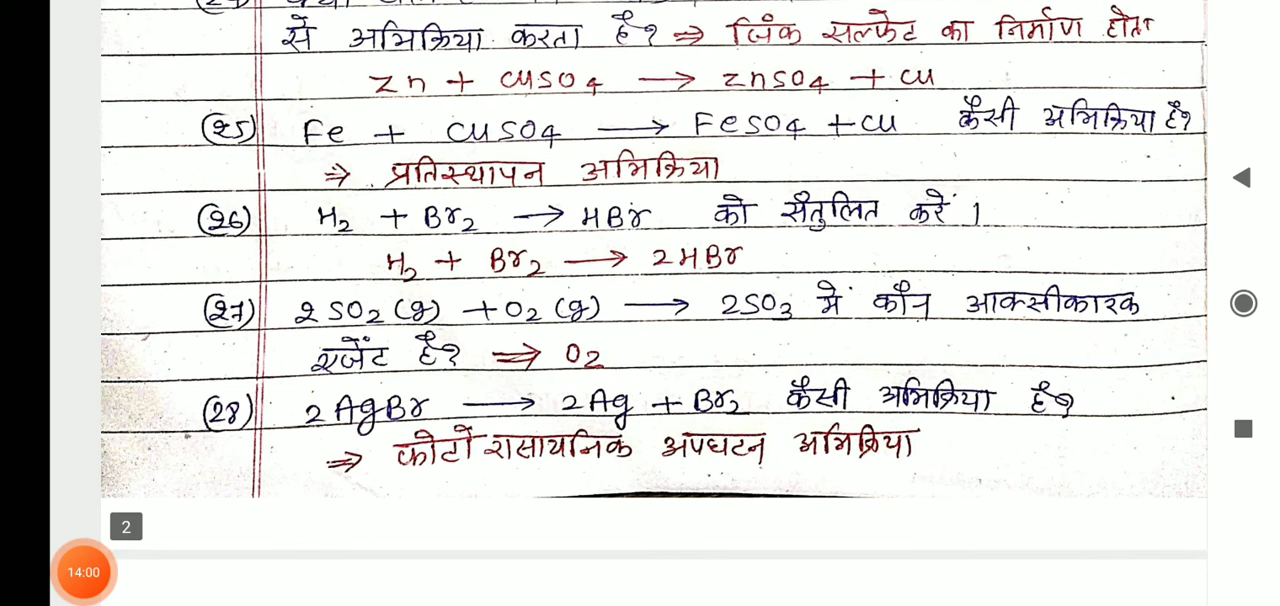 से अभिक्रिया करता है? ⇒ जिंक सल्फेट का निर्माण होता
Zn + CuSO4 → ZnSO4 + Cu
(25) Fe + CuSO4 → FeSO4 + Cu कैसी अभिक्रिया है?
⇒ प्रतिस्थापन अभिक्रिया
(26) H2 + Br2 → HBr को संतुलित करें।
H2 + Br2 → 2HBr
(27) 2SO2 (g) + O2 (g) → 2SO3 में कौन आक्सीकारक
एजेंट है? ⇒ O2
(28) 2AgBr → 2Ag + Br2 कैसी अभिक्रिया है?
⇒ फोटो रासायनिक अपघटन अभिक्रिया
2
14:00